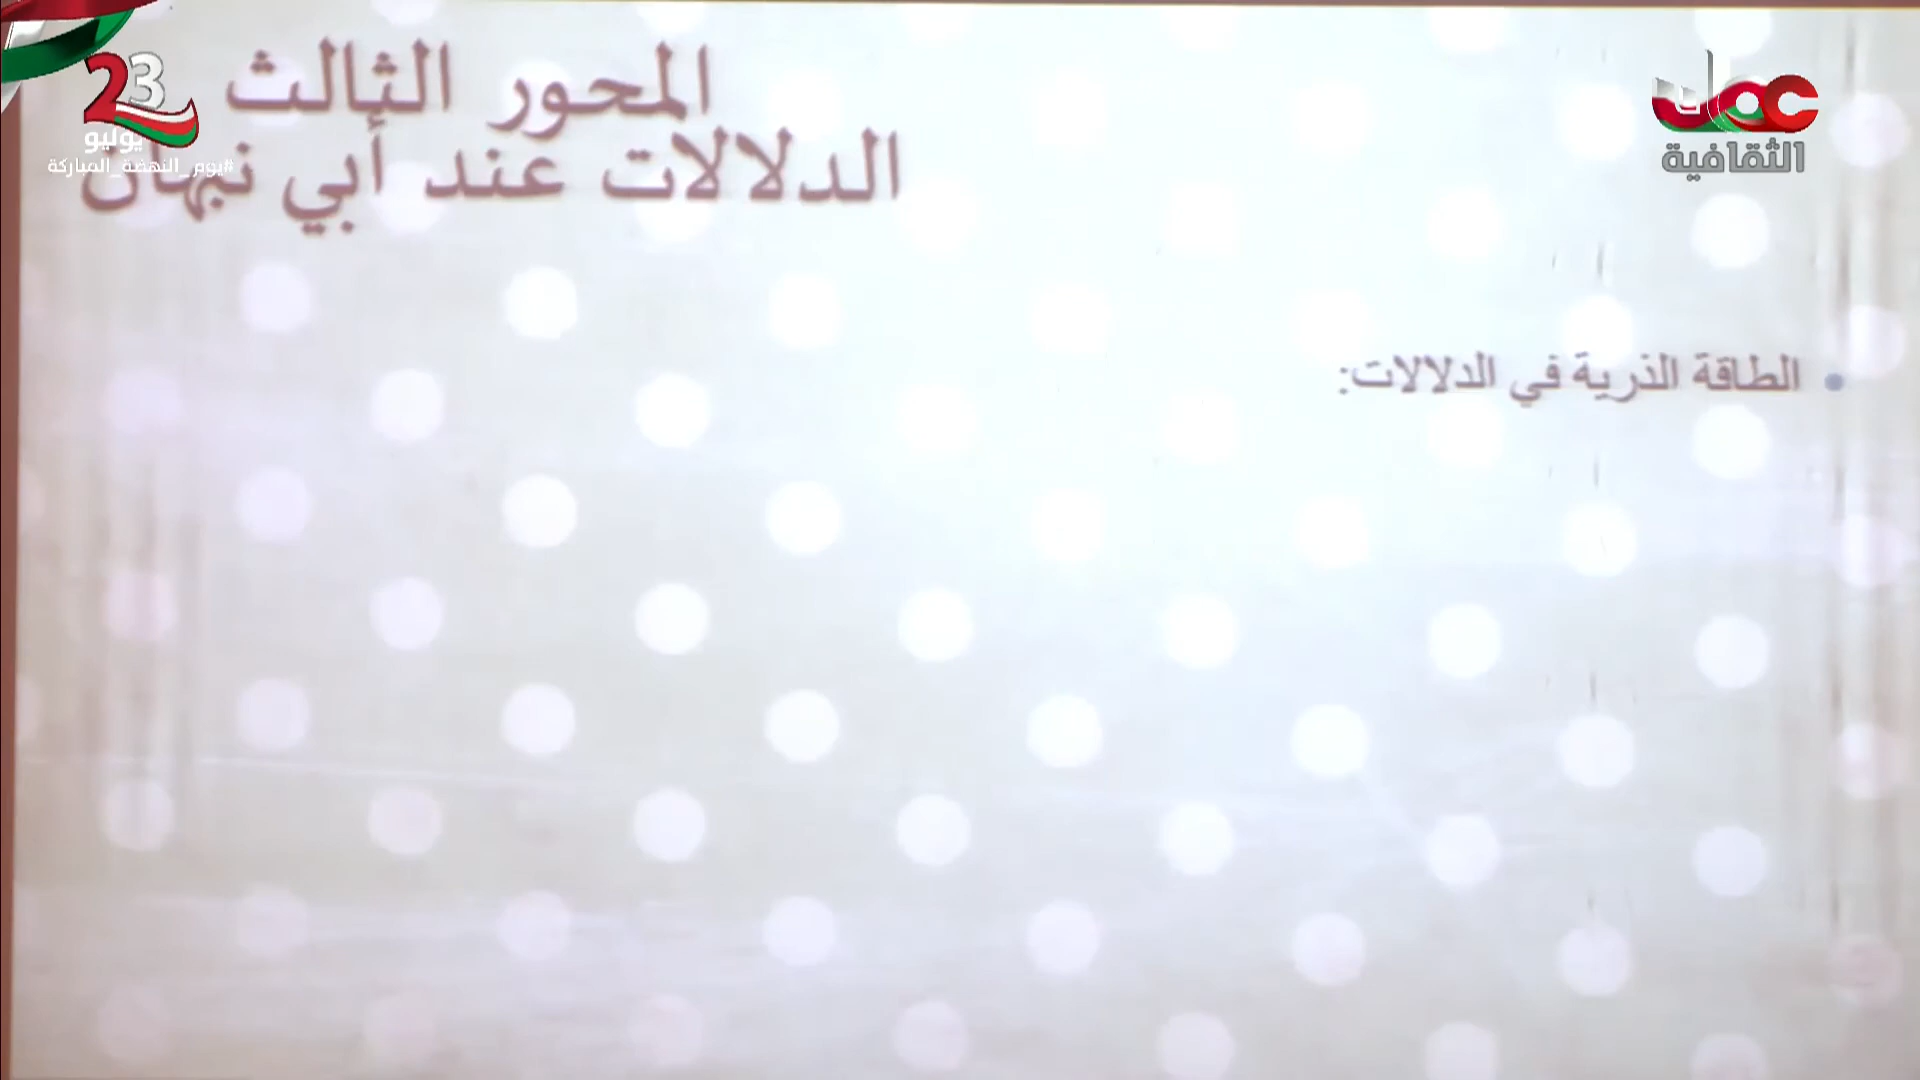 المحور الثالث
الدلالات عند أبي نبهان
23
يوليو
#يوم_النهضة_المباركة
عمان
الثقافية
• الطاقة الذرية في الدلالات: